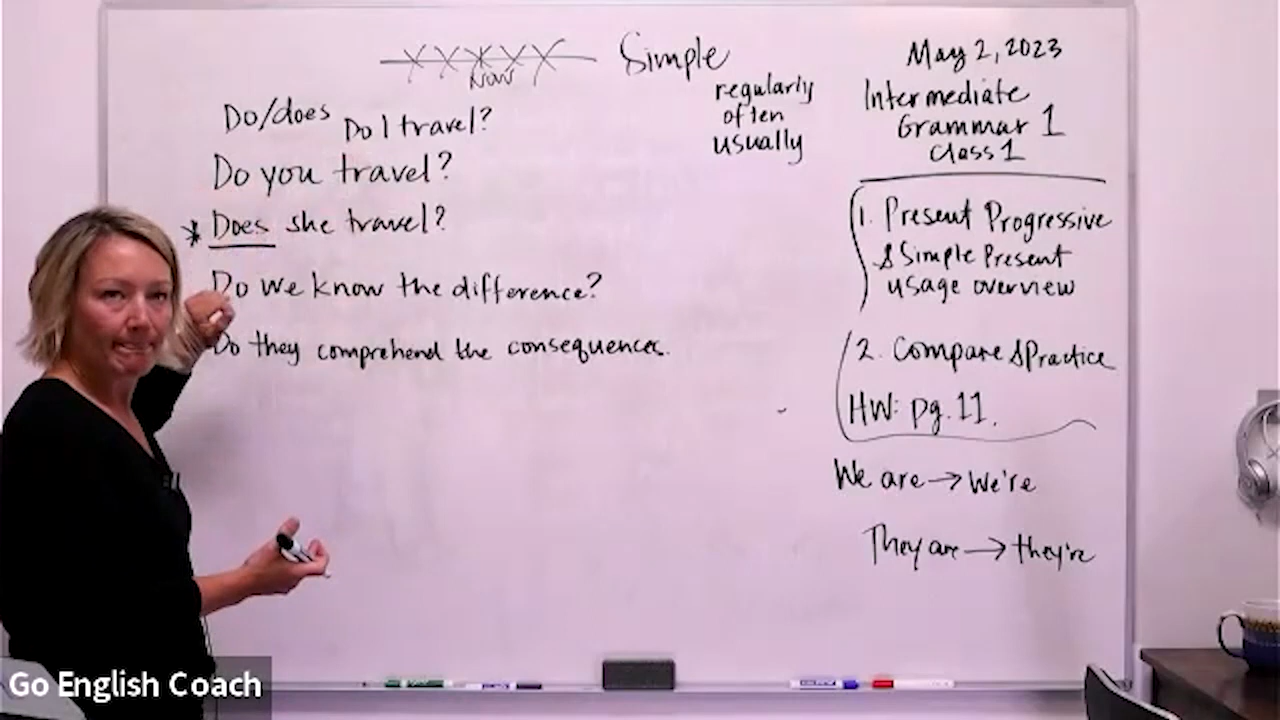 Simple
Now
regularly
often
usually
Do/does Do I travel?
Do you travel?
* Does she travel?
Do we know the difference?
Do they comprehend the consequences.
May 2, 2023
Intermediate
Grammar 1
Class 1
1. Present Progressive
& Simple Present
usage overview
2. Compare & Practice
HW: pg. 11.
We are → We're
They are → they're
Go English Coach